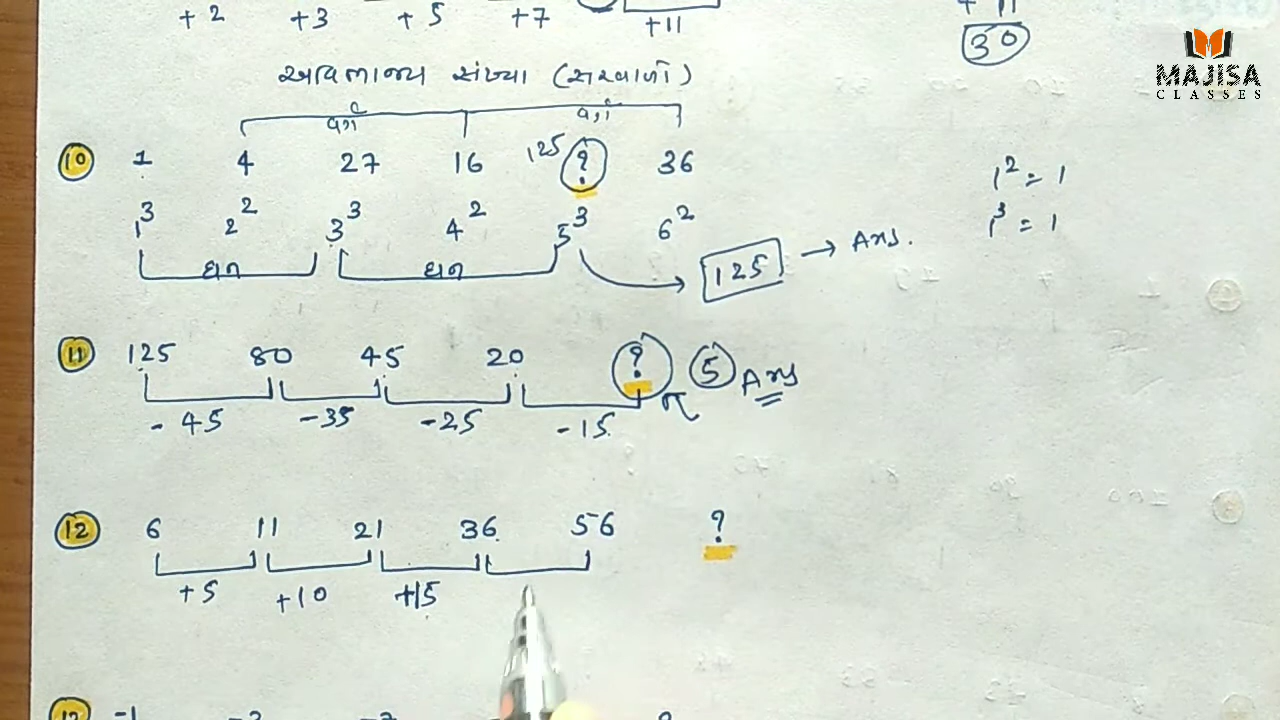 +2 +3 +5 +7 +11
+11
30
MAJISA
CLASSES
અવિભાજ્ય સંખ્યા (સરવાળો)
વર્ગ વર્ગ
10 1 4 27 16 125 ? 36
1³ 2² 3³ 4² 5³ 6²
ઘન ઘન
125 → Ans.
1² = 1
1³ = 1
11 125 80 45 20 ? 5 Ans
-45 -35 -25 -15
12 6 11 21 36 56 ?
+5 +10 +15